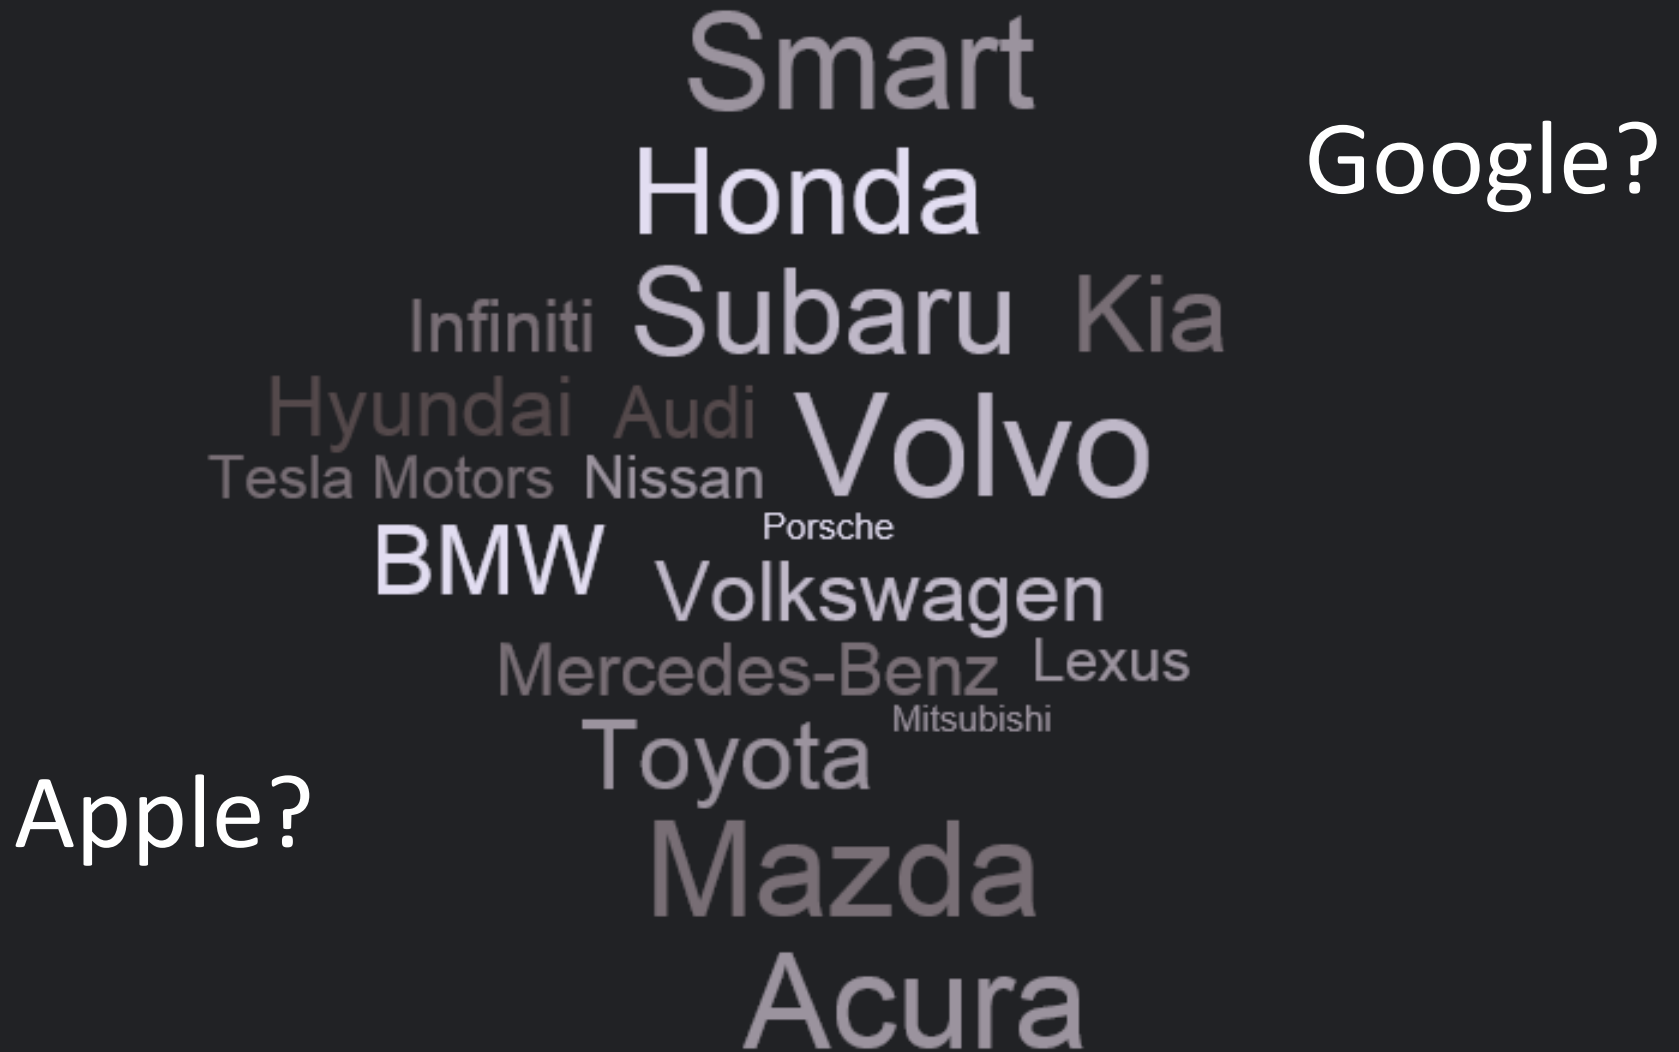 Smart
Google?
Honda
Infiniti Subaru Kia
Hyundai Audi Volvo
Tesla Motors Nissan
Porsche
BMW
Volkswagen
Mercedes-Benz Lexus
Mitsubishi
Toyota
Apple?
Mazda
Acura